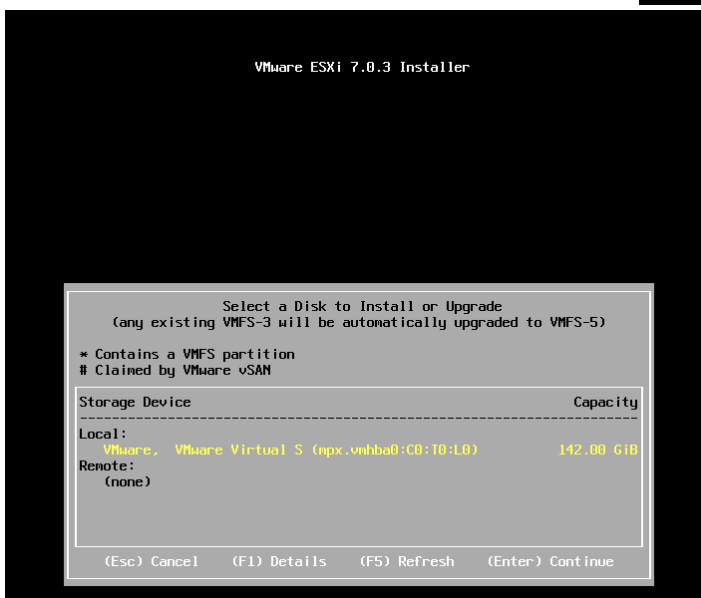 VMware ESXi 7.0.3 Installer
Select a Disk to Install or Upgrade
(any existing VMFS-3 will be automatically upgraded to VMFS-5)
* Contains a VMFS partition
# Claimed by VMware vSAN
Storage Device Capacity
--------------------------------------------------------------------------------
Local:
VMware, VMware Virtual S (mpx.vmhba0:C0:T0:L0) 142.00 GiB
Remote:
(none)
(Esc) Cancel (F1) Details (F5) Refresh (Enter) Continue